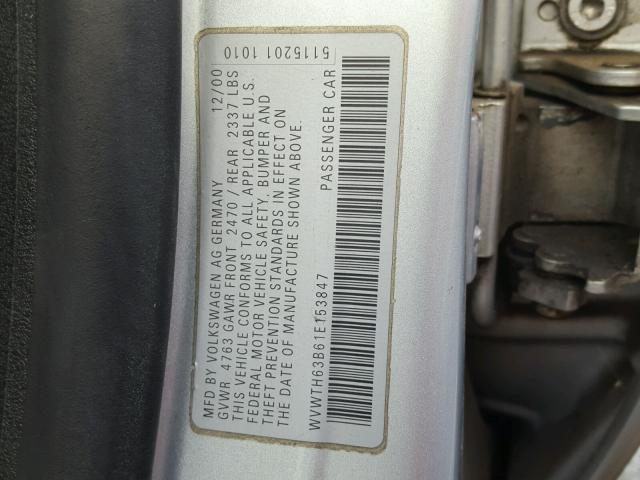 MFD BY VOLKSWAGEN AG GERMANY 12/00
GVWR 4763 GAWR FRONT 2470 / REAR 2337 LBS
THIS VEHICLE CONFORMS TO ALL APPLICABLE U.S.
FEDERAL MOTOR VEHICLE SAFETY, BUMPER AND
THEFT PREVENTION STANDARDS IN EFFECT ON
THE DATE OF MANUFACTURE SHOWN ABOVE.
WVWTH63B61E153847 PASSENGER CAR
5115201 1010